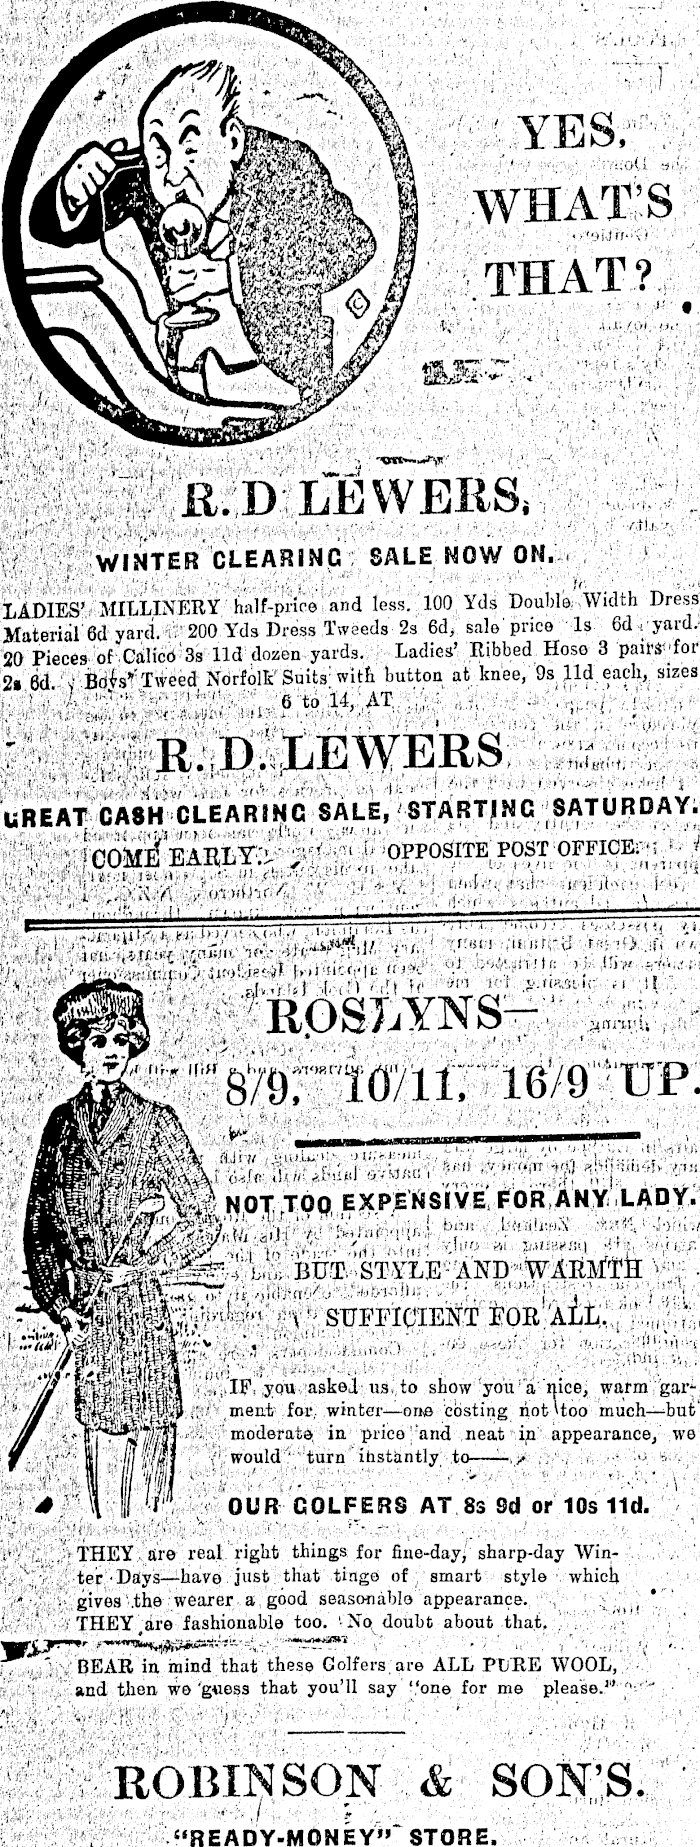 YES,
WHAT'S
THAT?
R. D LEWERS,
WINTER CLEARING SALE NOW ON.
LADIES' MILLINERY half-price and less. 100 Yds Double Width Dress
Material 6d yard. 200 Yds Dress Tweeds 2s 6d, sale price 1s 6d yard.
20 Pieces of Calico 3s 11d dozen yards. Ladies' Ribbed Hose 3 pairs for
2s 6d. Boys' Tweed Norfolk Suits with button at knee, 9s 11d each, sizes
6 to 14, AT
R. D. LEWERS
GREAT CASH CLEARING SALE, STARTING SATURDAY.
COME EARLY. OPPOSITE POST OFFICE.
ROSLYNS—
8/9, 10/11, 16/9 UP.
NOT TOO EXPENSIVE FOR ANY LADY.
BUT STYLE AND WARMTH
SUFFICIENT FOR ALL.
IF you asked us to show you a nice, warm gar-
ment for winter—one costing not too much—but
moderate in price and neat in appearance, we
would turn instantly to——
OUR GOLFERS AT 8s 9d or 10s 11d.
THEY are real right things for fine-day, sharp-day Win-
ter Days—have just that tinge of smart style which
gives the wearer a good seasonable appearance.
THEY are fashionable too. No doubt about that.
BEAR in mind that these Golfers are ALL PURE WOOL,
and then we guess that you'll say "one for me please."
ROBINSON & SON'S.
"READY-MONEY" STORE.